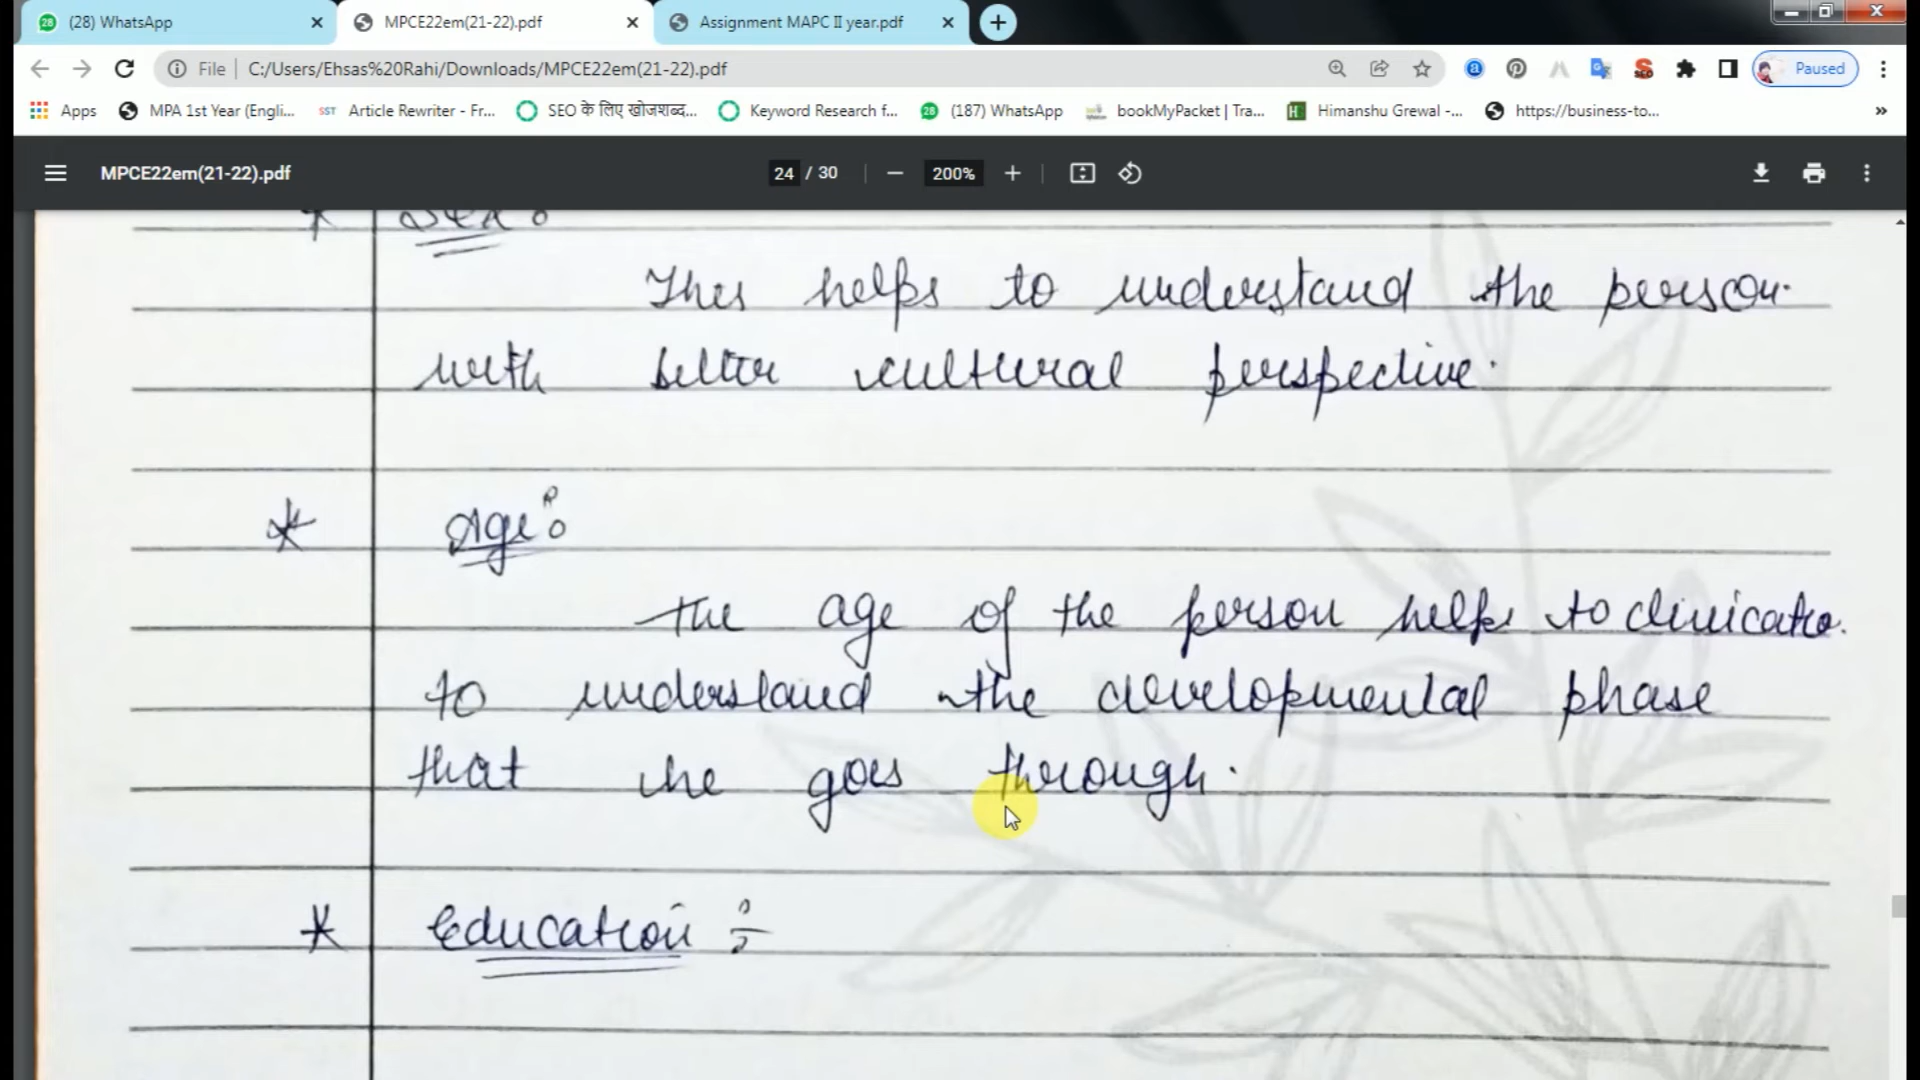 (28) WhatsApp
MPCE22em(21-22).pdf
Assignment MAPC II year.pdf
File
C:/Users/Ehsas%20Rahi/Downloads/MPCE22em(21-22).pdf
Paused
Apps
MPA 1st Year (Engli...
SST Article Rewriter - Fr...
SEO के लिए खोजशब्द...
Keyword Research f...
(187) WhatsApp
bookMyPacket | Tra...
Himanshu Grewal -...
https://business-to...
»
MPCE22em(21-22).pdf
24 / 30
200%
* Sex :
This helps to understand the person
with better cultural perspective.
* Age :
The age of the person helps to
to understand the developmental phase
that he goes through.
* Education :